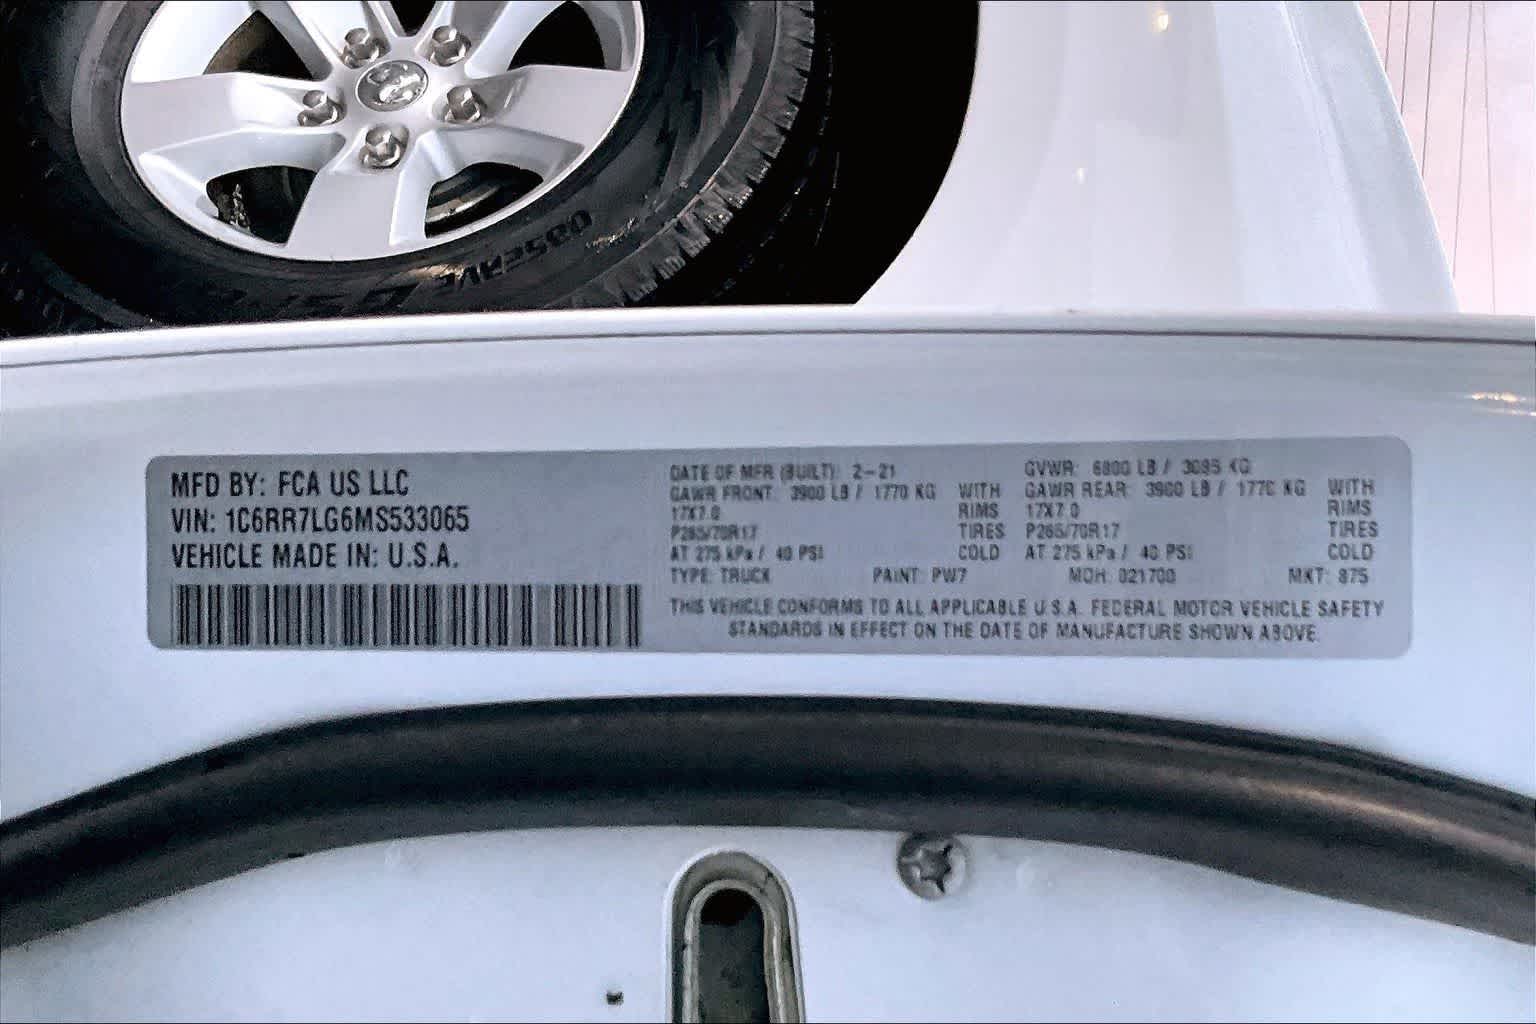 OBSERVE
MFD BY: FCA US LLC
VIN: 1C6RR7LG6MS533065
VEHICLE MADE IN: U.S.A.
DATE OF MFR (BUILT): 2-21
GVWR: 6800 LB / 3085 KG
GAWR FRONT: 3900 LB / 1770 KG WITH
17X7.0 RIMS
P265/70R17 TIRES
AT 275 kPa / 40 PSI COLD
GAWR REAR: 3900 LB / 1770 KG WITH
17X7.0 RIMS
P265/70R17 TIRES
AT 275 kPa / 40 PSI COLD
TYPE: TRUCK PAINT: PW7 MDH: 021700 MKT: 875
THIS VEHICLE CONFORMS TO ALL APPLICABLE U.S.A. FEDERAL MOTOR VEHICLE SAFETY
STANDARDS IN EFFECT ON THE DATE OF MANUFACTURE SHOWN ABOVE.